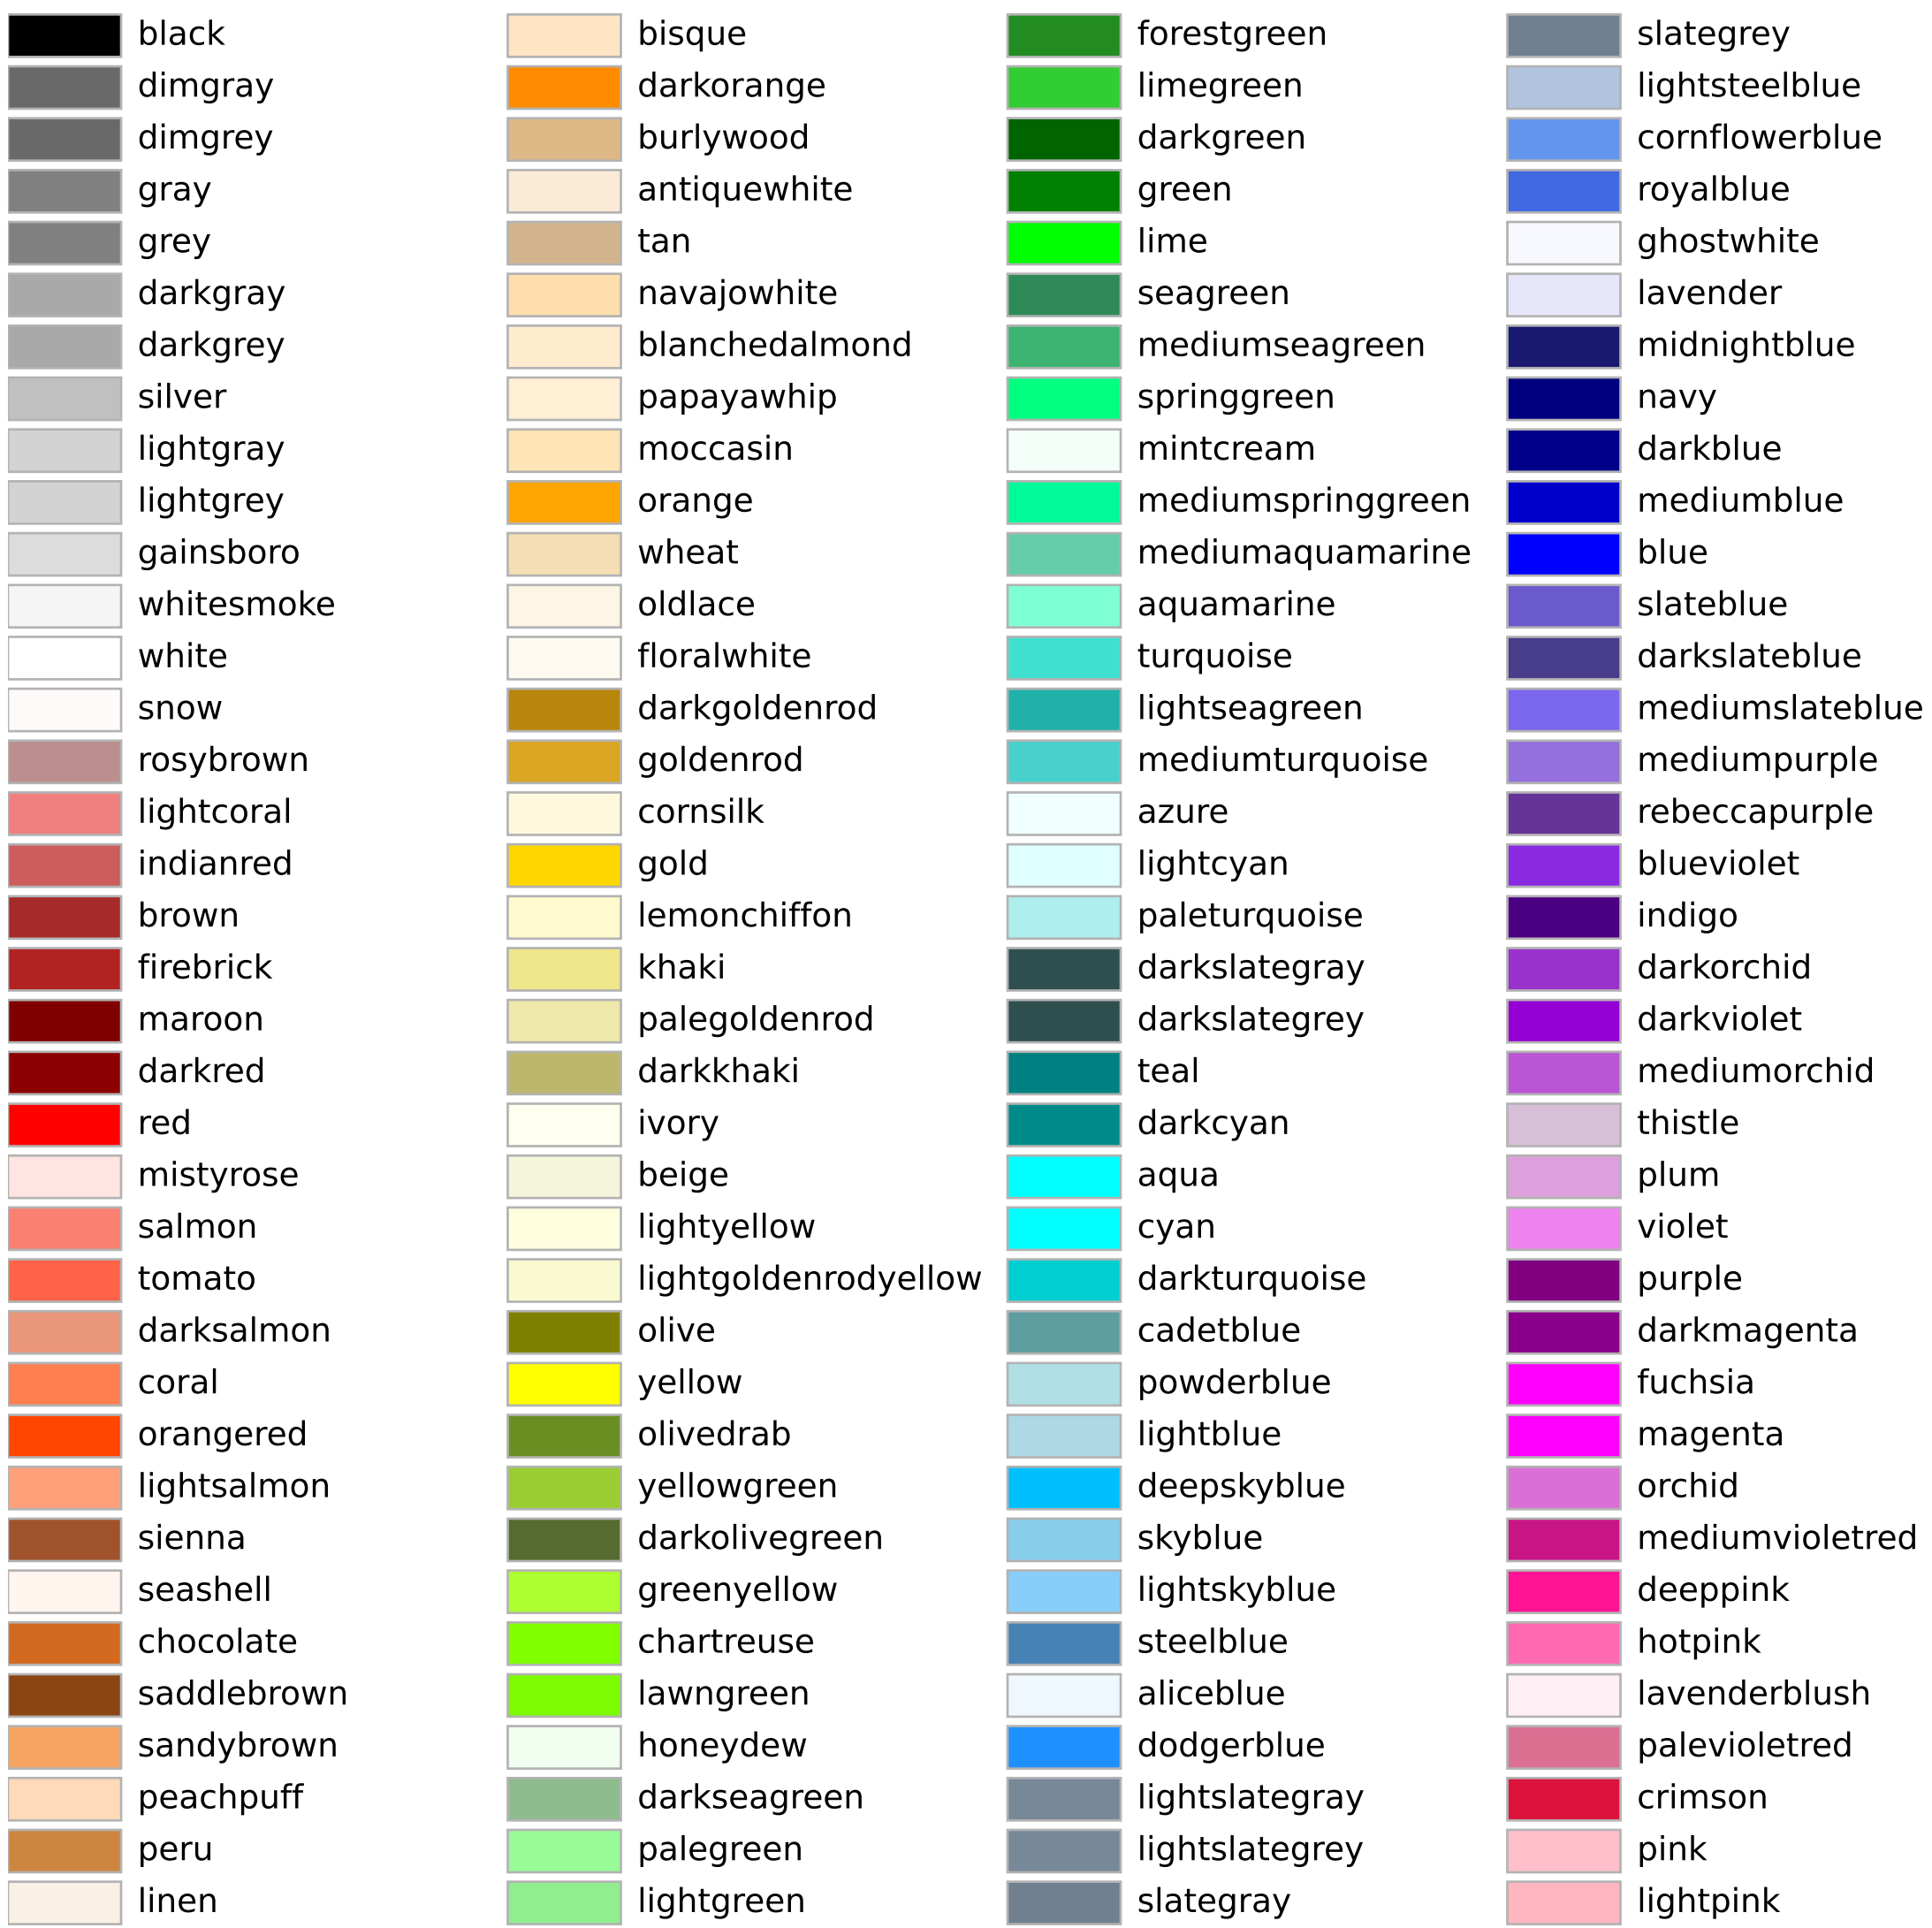 black
dimgray
dimgrey
gray
grey
darkgray
darkgrey
silver
lightgray
lightgrey
gainsboro
whitesmoke
white
snow
rosybrown
lightcoral
indianred
brown
firebrick
maroon
darkred
red
mistyrose
salmon
tomato
darksalmon
coral
orangered
lightsalmon
sienna
seashell
chocolate
saddlebrown
sandybrown
peachpuff
peru
linen
bisque
darkorange
burlywood
antiquewhite
tan
navajowhite
blanchedalmond
papayawhip
moccasin
orange
wheat
oldlace
floralwhite
darkgoldenrod
goldenrod
cornsilk
gold
lemonchiffon
khaki
palegoldenrod
darkkhaki
ivory
beige
lightyellow
lightgoldenrodyellow
olive
yellow
olivedrab
yellowgreen
darkolivegreen
greenyellow
chartreuse
lawngreen
honeydew
darkseagreen
palegreen
lightgreen
forestgreen
limegreen
darkgreen
green
lime
seagreen
mediumseagreen
springgreen
mintcream
mediumspringgreen
mediumaquamarine
aquamarine
turquoise
lightseagreen
mediumturquoise
azure
lightcyan
paleturquoise
darkslategray
darkslategrey
teal
darkcyan
aqua
cyan
darkturquoise
cadetblue
powderblue
lightblue
deepskyblue
skyblue
lightskyblue
steelblue
aliceblue
dodgerblue
lightslategray
lightslategrey
slategray
slategrey
lightsteelblue
cornflowerblue
royalblue
ghostwhite
lavender
midnightblue
navy
darkblue
mediumblue
blue
slateblue
darkslateblue
mediumslateblue
mediumpurple
rebeccapurple
blueviolet
indigo
darkorchid
darkviolet
mediumorchid
thistle
plum
violet
purple
darkmagenta
fuchsia
magenta
orchid
mediumvioletred
deeppink
hotpink
lavenderblush
palevioletred
crimson
pink
lightpink